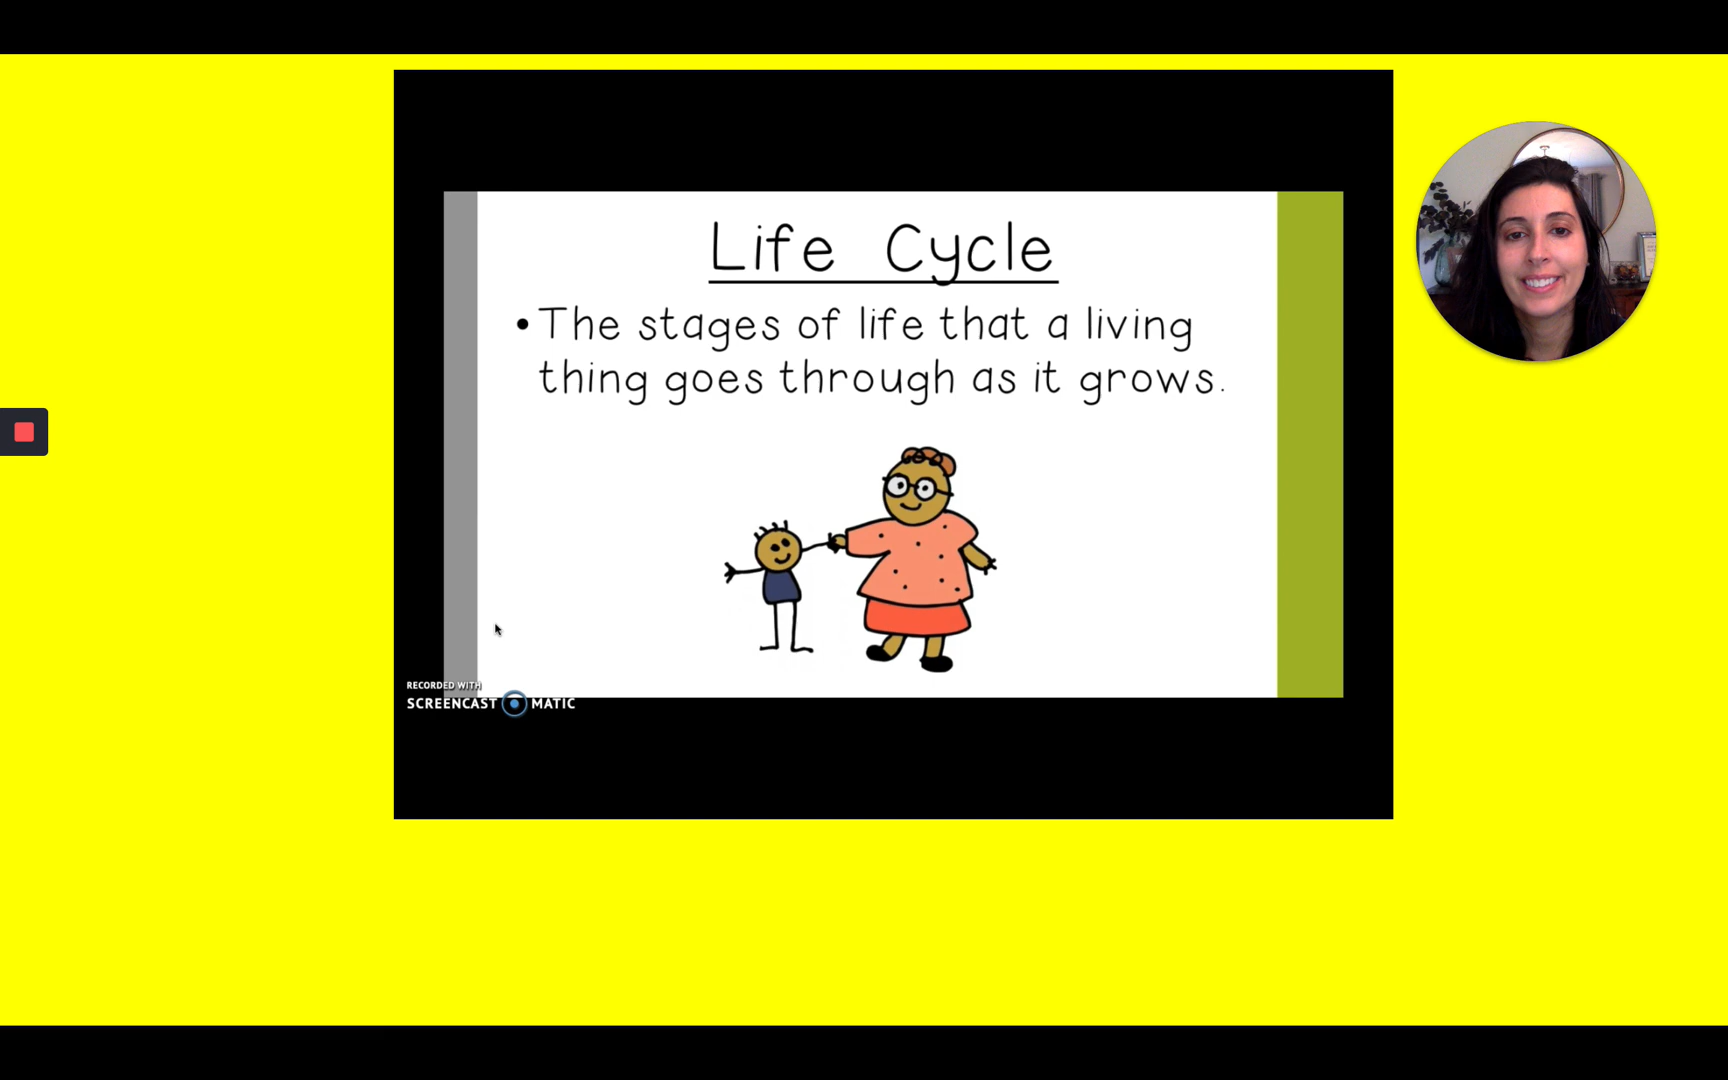 Life Cycle
• The stages of life that a living
thing goes through as it grows.
RECORDED WITH
SCREENCAST MATIC